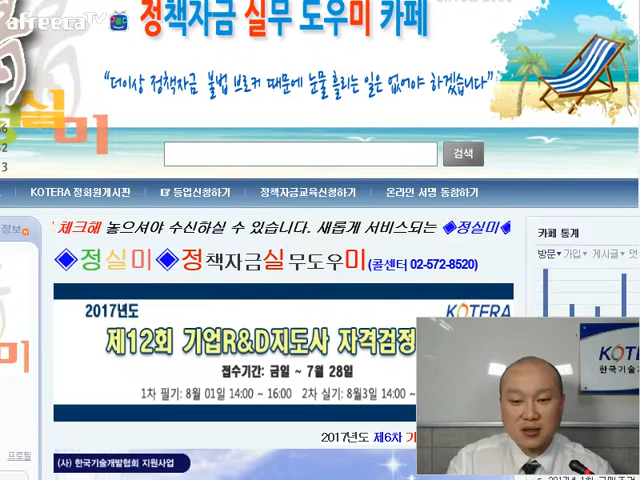 afreecaTV
정책자금 실무 도우미 카페
“더이상 정책자금 불법 브로커 때문에 눈물 흘리는 일은 없어야 하겠습니다”
정실미
검색
KOTERA 정회원게시판 | 등업신청하기 | 정책자금교육신청하기 | 온라인 서명 동참하기
정보
체크해 놓으셔야 수신하실 수 있습니다. 새롭게 서비스되는 ◈정실미◈
카페 통계
방문▾ 가입▾ 게시글▾ 댓
◈정실미◈정책자금실무도우미(콜센터 02-572-8520)
2017년도
KOTERA
제12회 기업R&D지도사 자격검정
접수기간: 금일 ~ 7월 28일
1차 필기: 8월 01일 14:00 ~ 16:00 2차 실기: 8월3일 14:00 ~
KOTE
한국기술개
2017년도 제6차 기
프로필
(사) 한국기술개발협회 지원사업